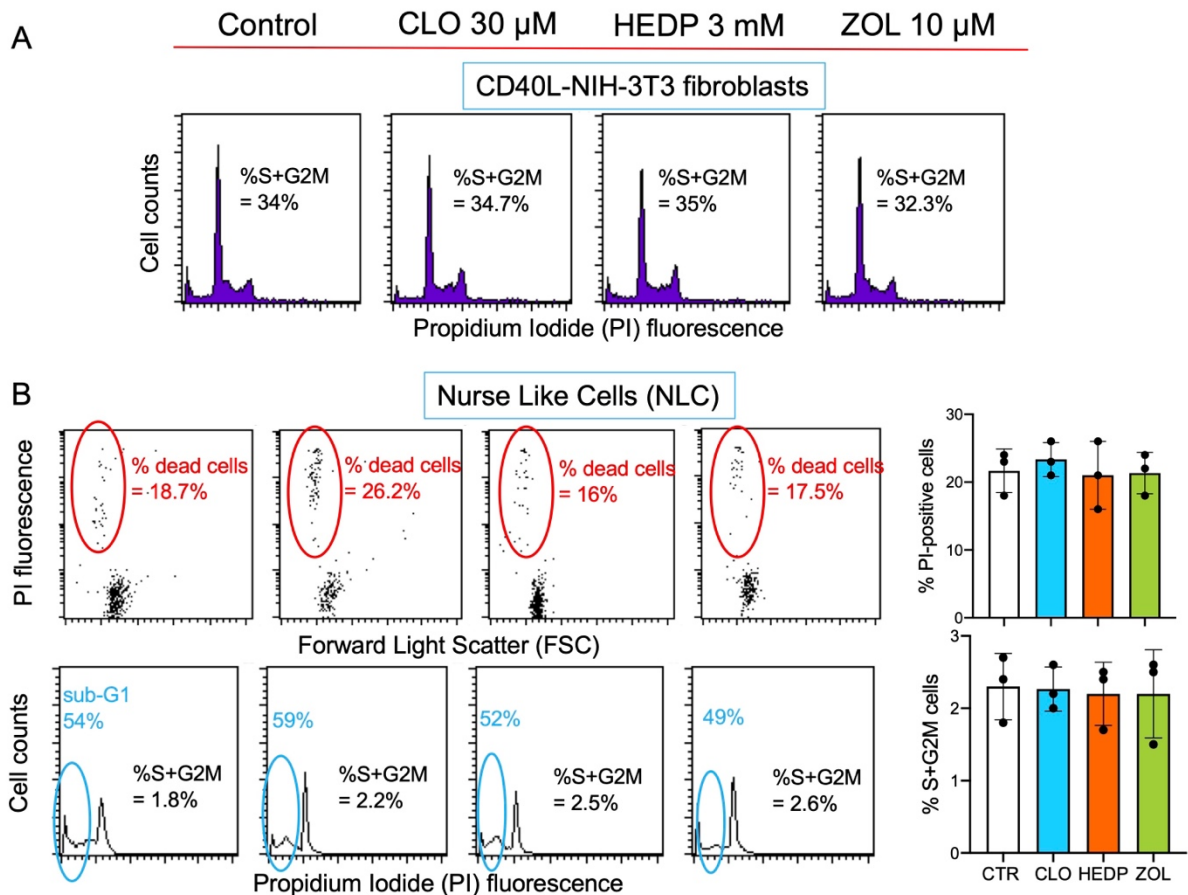 A
Control CLO 30 µM HEDP 3 mM ZOL 10 µM
CD40L-NIH-3T3 fibroblasts
Cell counts
%S+G2M
= 34%
%S+G2M
= 34.7%
%S+G2M
= 35%
%S+G2M
= 32.3%
Propidium Iodide (PI) fluorescence
B
Nurse Like Cells (NLC)
PI fluorescence
% dead cells
= 18.7%
% dead cells
= 26.2%
% dead cells
= 16%
% dead cells
= 17.5%
Forward Light Scatter (FSC)
% PI-positive cells
30
20
10
0
Cell counts
sub-G1
54%
%S+G2M
= 1.8%
59%
%S+G2M
= 2.2%
52%
%S+G2M
= 2.5%
49%
%S+G2M
= 2.6%
Propidium Iodide (PI) fluorescence
% S+G2M cells
3
2
1
0
CTR CLO HEDP ZOL